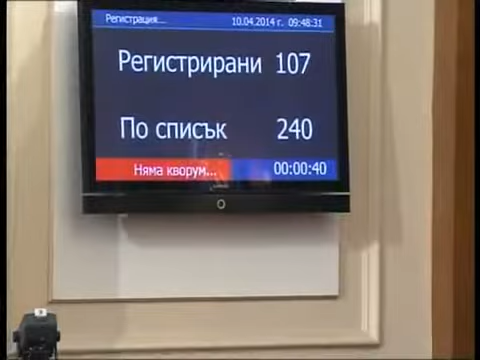 Регистрация... 10.04.2014 г. 09:48:31
Регистрирани 107
По списък 240
Няма кворум... 00:00:40